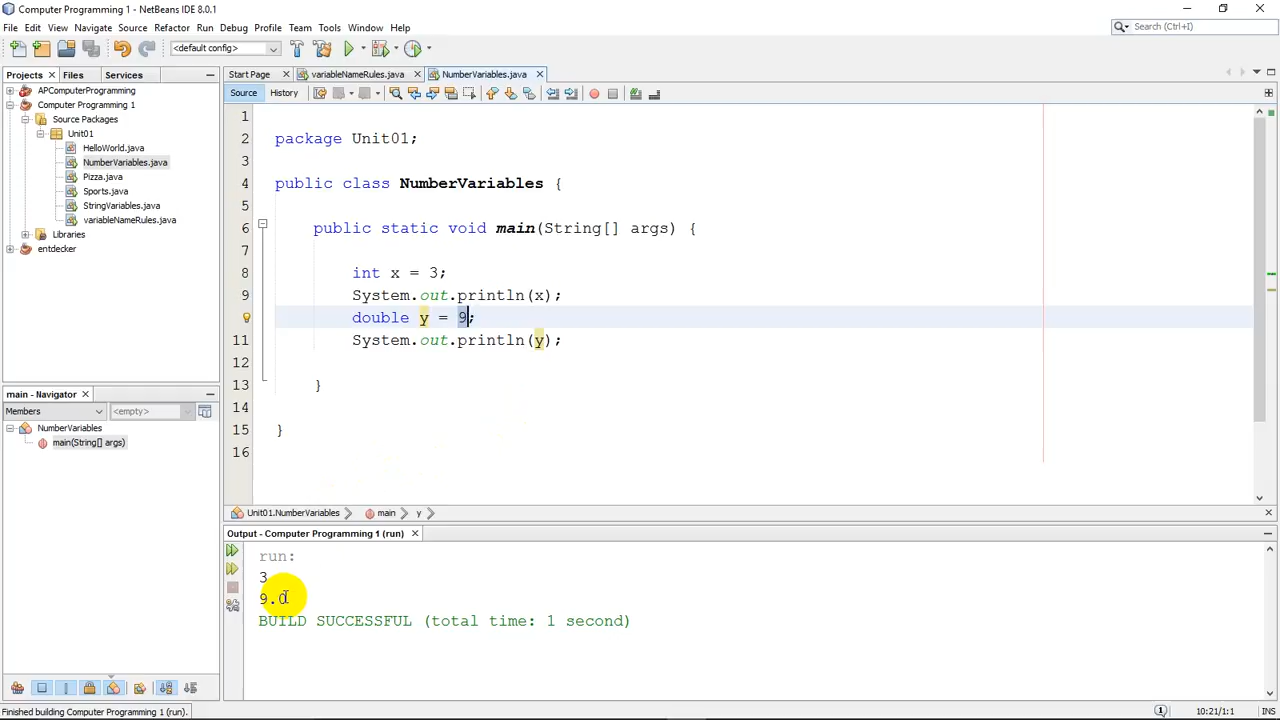 Computer Programming 1 - NetBeans IDE 8.0.1
File Edit View Navigate Source Refactor Run Debug Profile Team Tools Window Help
Search (Ctrl+I)
<default config>
Projects Files Services
Start Page variableNameRules.java NumberVariables.java
Source History
APComputerProgramming
Computer Programming 1
Source Packages
Unit01
HelloWorld.java
NumberVariables.java
Pizza.java
Sports.java
StringVariables.java
variableNameRules.java
Libraries
entdecker
1
2 package Unit01;
3
4 public class NumberVariables {
5
6 public static void main(String[] args) {
7
8 int x = 3;
9 System.out.println(x);
double y = 9;
11 System.out.println(y);
12
13 }
14
15 }
16
main - Navigator
Members <empty>
NumberVariables
main(String[] args)
Unit01.NumberVariables main y
Output - Computer Programming 1 (run)
run:
3
9.0
BUILD SUCCESSFUL (total time: 1 second)
Finished building Computer Programming 1 (run).
1 10:21/1:1 INS